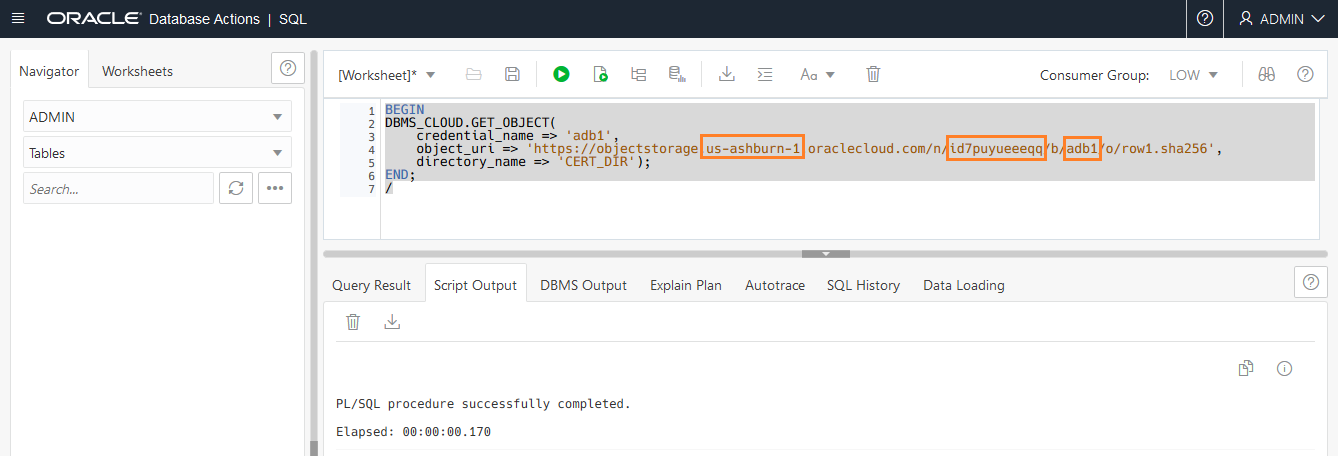 ORACLE Database Actions | SQL
ADMIN
Navigator
Worksheets
ADMIN
Tables
Search...
[Worksheet]*
Aa
Consumer Group: LOW
1 BEGIN
2 DBMS_CLOUD.GET_OBJECT(
3 credential_name => 'adb1',
4 object_uri => 'https://objectstorage.us-ashburn-1.oraclecloud.com/n/id7puyueeeqq/b/adb1/o/row1.sha256',
5 directory_name => 'CERT_DIR');
6 END;
7 /
Query Result
Script Output
DBMS Output
Explain Plan
Autotrace
SQL History
Data Loading
PL/SQL procedure successfully completed.
Elapsed: 00:00:00.170